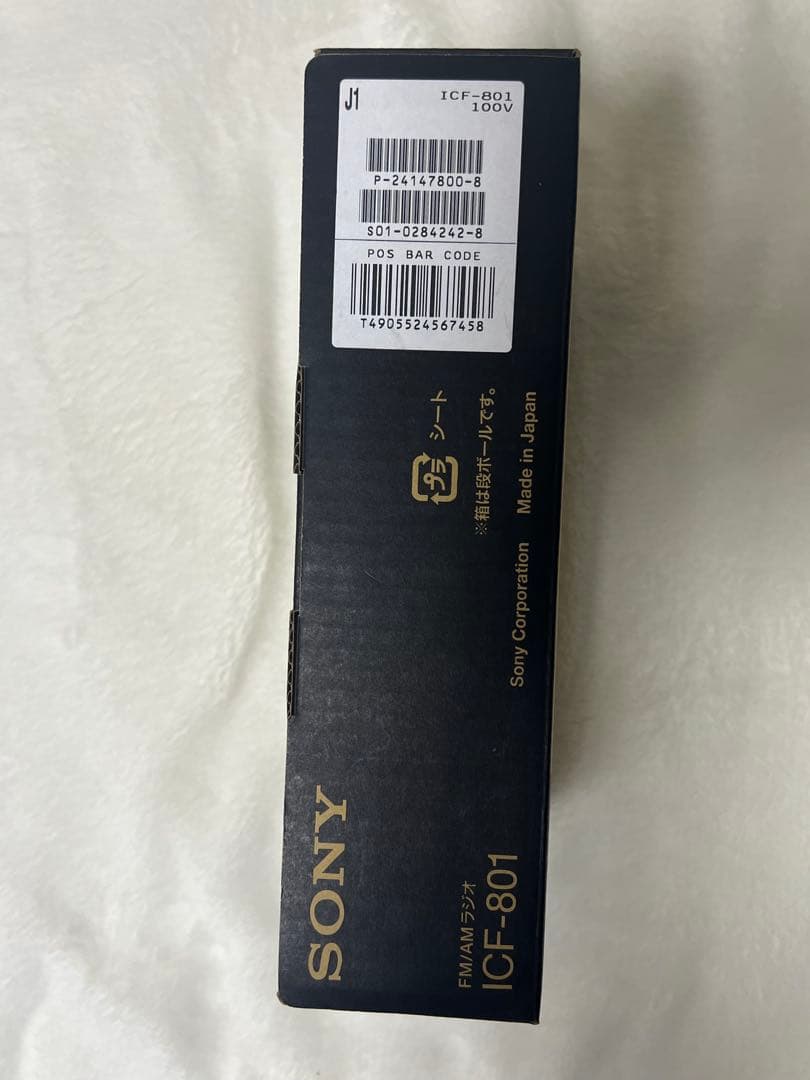 J1
ICF-801
100V
P-24147800-8
S01-0284242-8
POS BAR CODE
T4905524567458
プラ
シート
※箱は段ボールです。
Sony Corporation Made in Japan
SONY
FM/AMラジオ
ICF-801